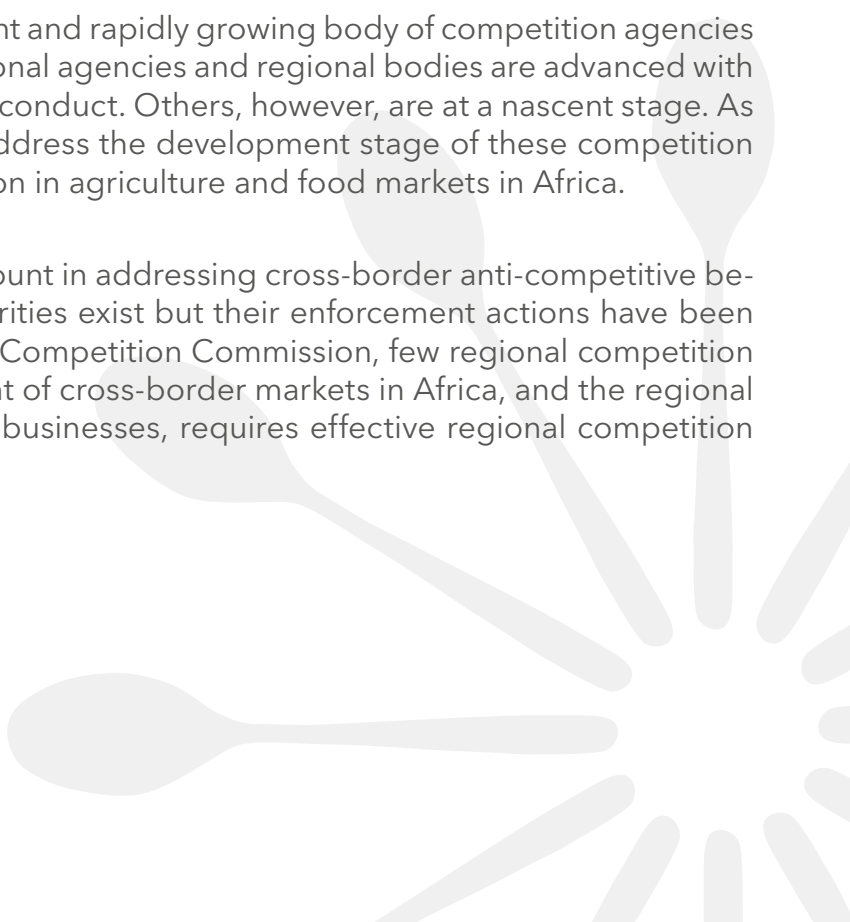 nt and rapidly growing body of competition agencies
onal agencies and regional bodies are advanced with
conduct. Others, however, are at a nascent stage. As
ddress the development stage of these competition
on in agriculture and food markets in Africa.
ount in addressing cross-border anti-competitive be-
rities exist but their enforcement actions have been
Competition Commission, few regional competition
t of cross-border markets in Africa, and the regional
businesses, requires effective regional competition